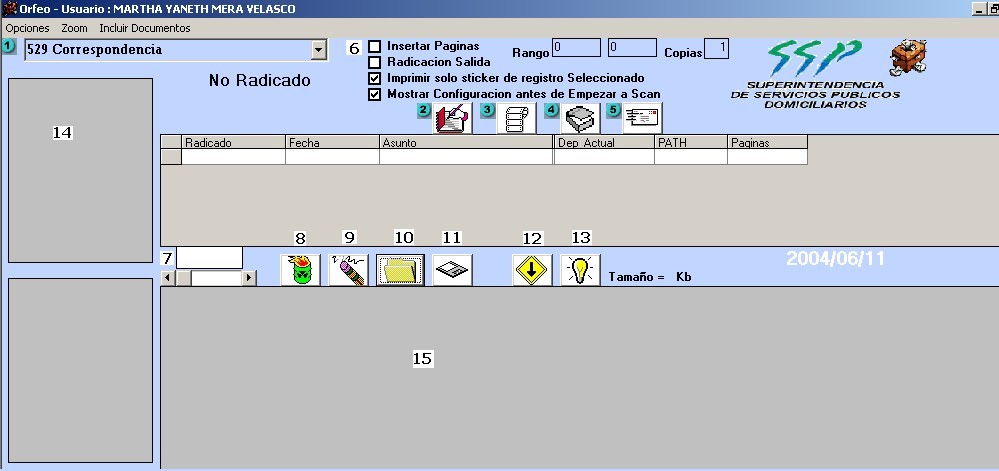 Orfeo - Usuario : MARTHA YANETH MERA VELASCO
Opciones Zoom Incluir Documentos
1 529 Correspondencia
6 Insertar Paginas Rango 0 0 Copias 1
Radicacion Salida
No Radicado
Imprimir solo sticker de registro Seleccionado
Mostrar Configuracion antes de Empezar a Scan
SSP
SUPERINTENDENCIA
DE SERVICIOS PUBLICOS
DOMICILIARIOS
2 3 4 5
14
Radicado Fecha Asunto Dep Actual PATH Paginas
8 9 10 11 12 13
7
2004/06/11
Tamaño = Kb
15